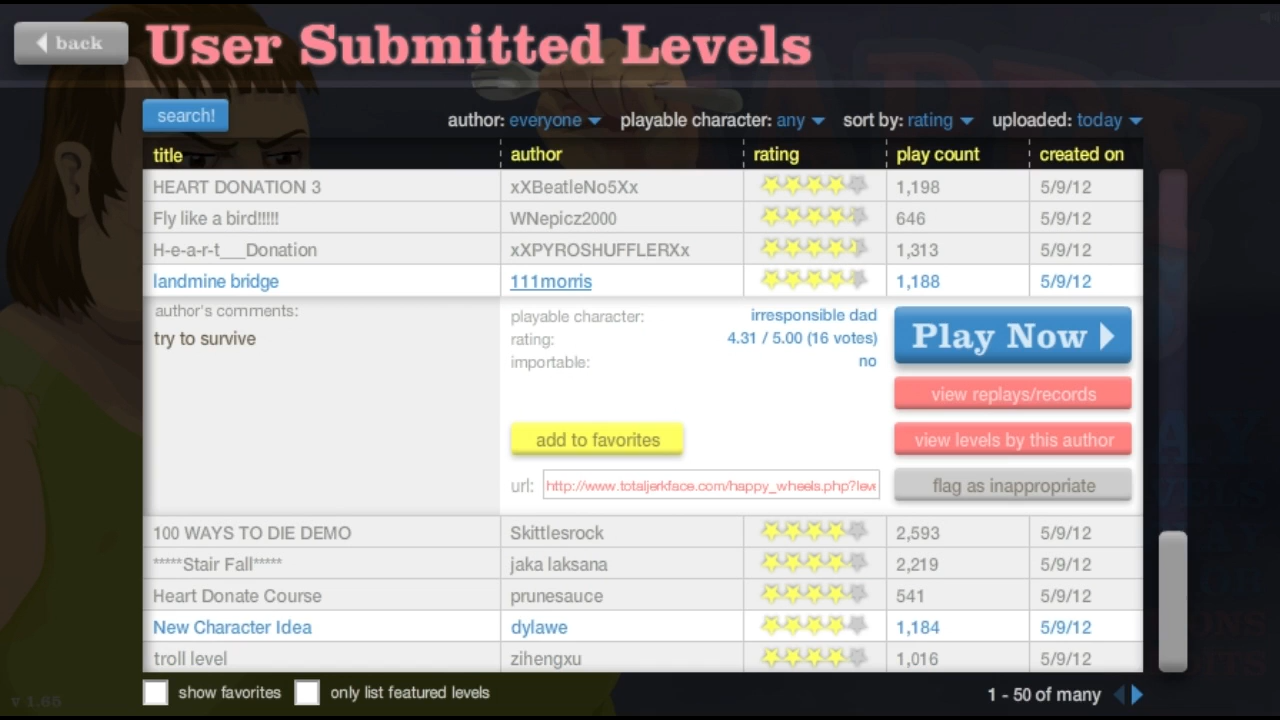 back
User Submitted Levels
search!
author: everyone playable character: any sort by: rating uploaded: today
title author rating play count created on
HEART DONATION 3 xXBeatleNo5Xx 1,198 5/9/12
Fly like a bird!!!!! WNepicz2000 646 5/9/12
H-e-a-r-t___Donation xXPYROSHUFFLERXx 1,313 5/9/12
landmine bridge 111morris 1,188 5/9/12
author's comments:
try to survive
playable character: irresponsible dad
rating: 4.31 / 5.00 (16 votes)
importable: no
Play Now
view replays/records
add to favorites
view levels by this author
url: http://www.totaljerkface.com/happy_wheels.php?leve
flag as inappropriate
100 WAYS TO DIE DEMO Skittlesrock 2,593 5/9/12
*****Stair Fall***** jaka laksana 2,219 5/9/12
Heart Donate Course prunesauce 541 5/9/12
New Character Idea dylawe 1,184 5/9/12
troll level zihengxu 1,016 5/9/12
show favorites only list featured levels
1 - 50 of many
v 1.65